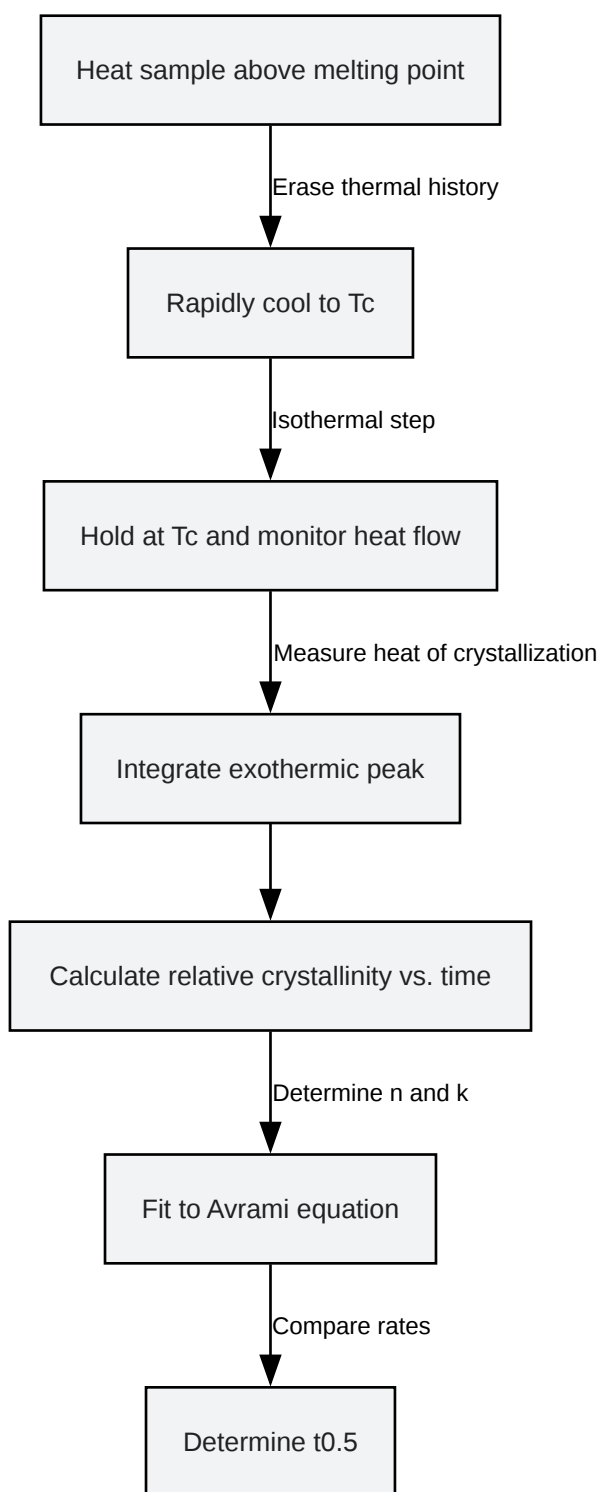 Heat sample above melting point
Erase thermal history
Rapidly cool to Tc
Isothermal step
Hold at Tc and monitor heat flow
Measure heat of crystallization
Integrate exothermic peak
Calculate relative crystallinity vs. time
Determine n and k
Fit to Avrami equation
Compare rates
Determine t0.5